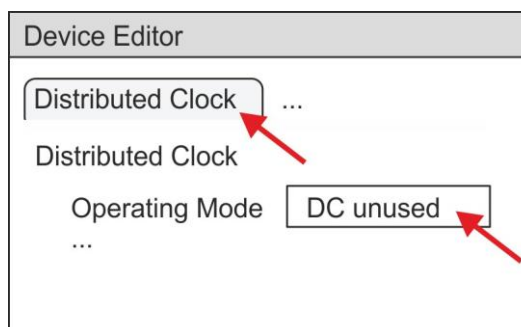 Device Editor
Distributed Clock ...
Distributed Clock
Operating Mode DC unused
...